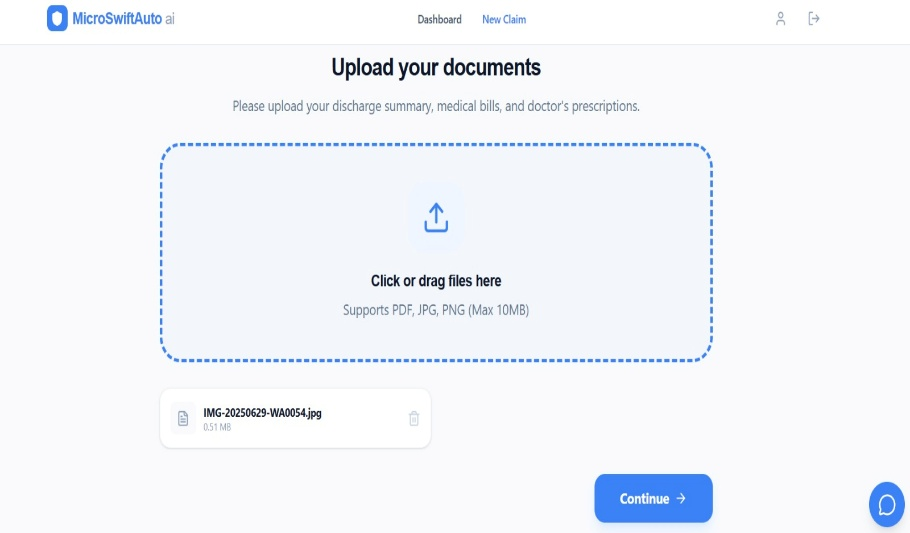 MicroSwiftAuto ai
Dashboard
New Claim
Upload your documents
Please upload your discharge summary, medical bills, and doctor's prescriptions.
Click or drag files here
Supports PDF, JPG, PNG (Max 10MB)
IMG-20250629-WA0054.jpg
0.51 MB
Continue →